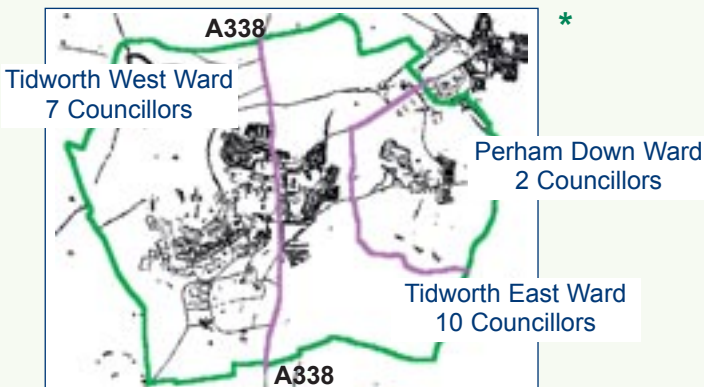 A338
*
Tidworth West Ward
7 Councillors
Perham Down Ward
2 Councillors
Tidworth East Ward
10 Councillors
A338